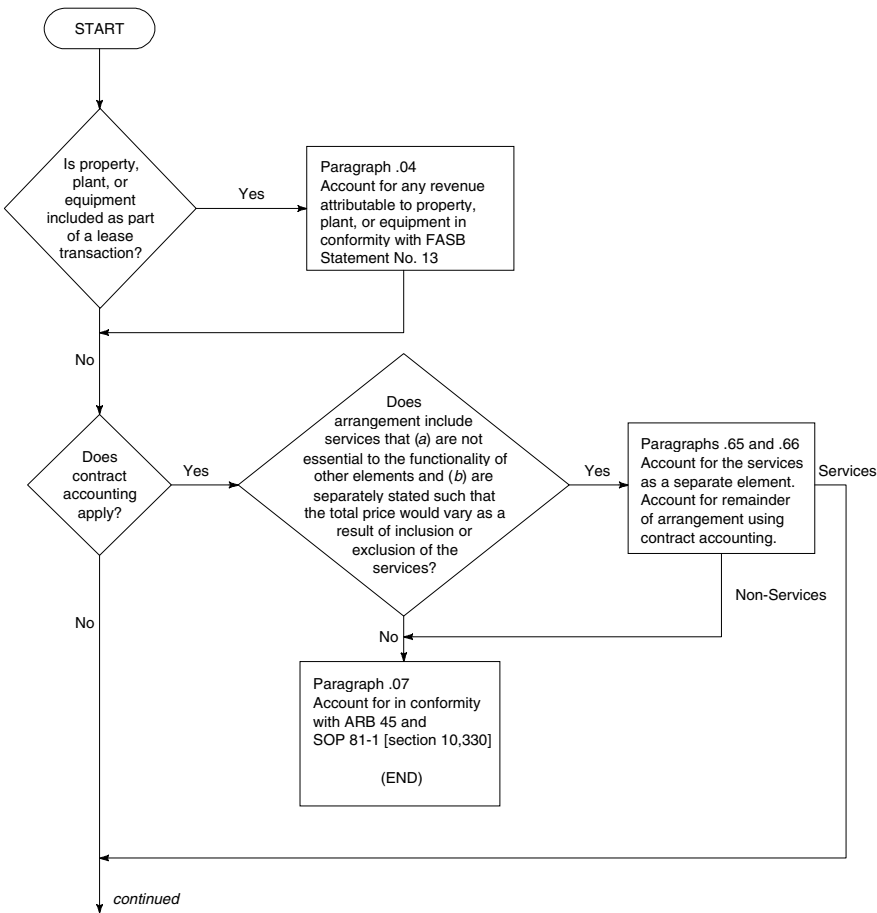 START
Is property,
plant, or
equipment
included as part
of a lease
transaction?
Yes
Paragraph .04
Account for any revenue
attributable to property,
plant, or equipment in
conformity with FASB
Statement No. 13
No
Does
contract
accounting
apply?
Yes
Does
arrangement include
services that (a) are not
essential to the functionality of
other elements and (b) are
separately stated such that
the total price would vary as a
result of inclusion or
exclusion of the
services?
Yes
Paragraphs .65 and .66
Account for the services
as a separate element.
Account for remainder
of arrangement using
contract accounting.
Services
Non-Services
No
No
Paragraph .07
Account for in conformity
with ARB 45 and
SOP 81-1 [section 10,330]
(END)
continued